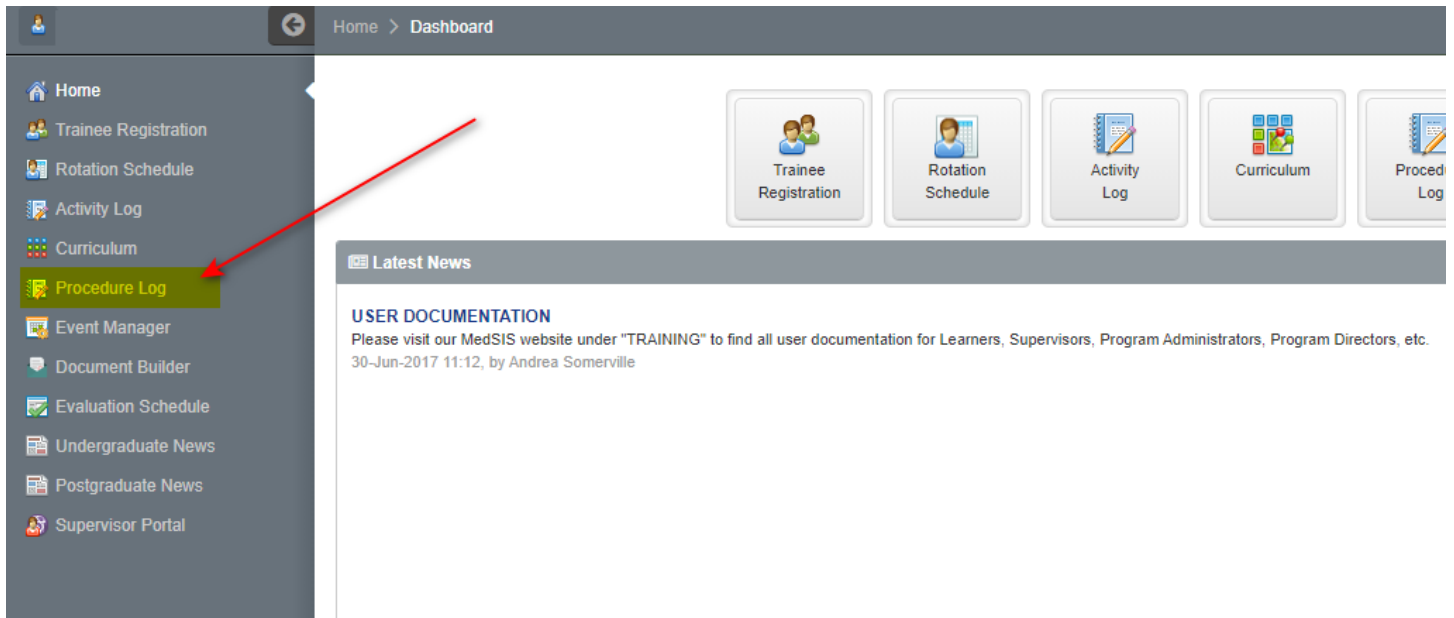 Home > Dashboard
Home
Trainee Registration
Rotation Schedule
Activity Log
Curriculum
Procedure Log
Event Manager
Document Builder
Evaluation Schedule
Undergraduate News
Postgraduate News
Supervisor Portal
Trainee
Registration
Rotation
Schedule
Activity
Log
Curriculum
Log
Latest News
USER DOCUMENTATION
Please visit our MedSIS website under "TRAINING" to find all user documentation for Learners, Supervisors, Program Administrators, Program Directors, etc.
30-Jun-2017 11:12, by Andrea Somerville